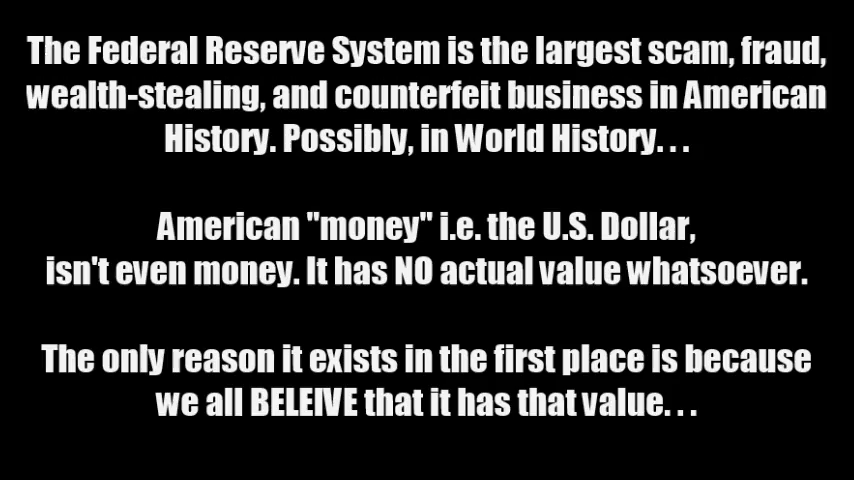 The Federal Reserve System is the largest scam, fraud,
wealth-stealing, and counterfeit business in American
History. Possibly, in World History. . .
American "money" i.e. the U.S. Dollar,
isn't even money. It has NO actual value whatsoever.
The only reason it exists in the first place is because
we all BELEIVE that it has that value. . .